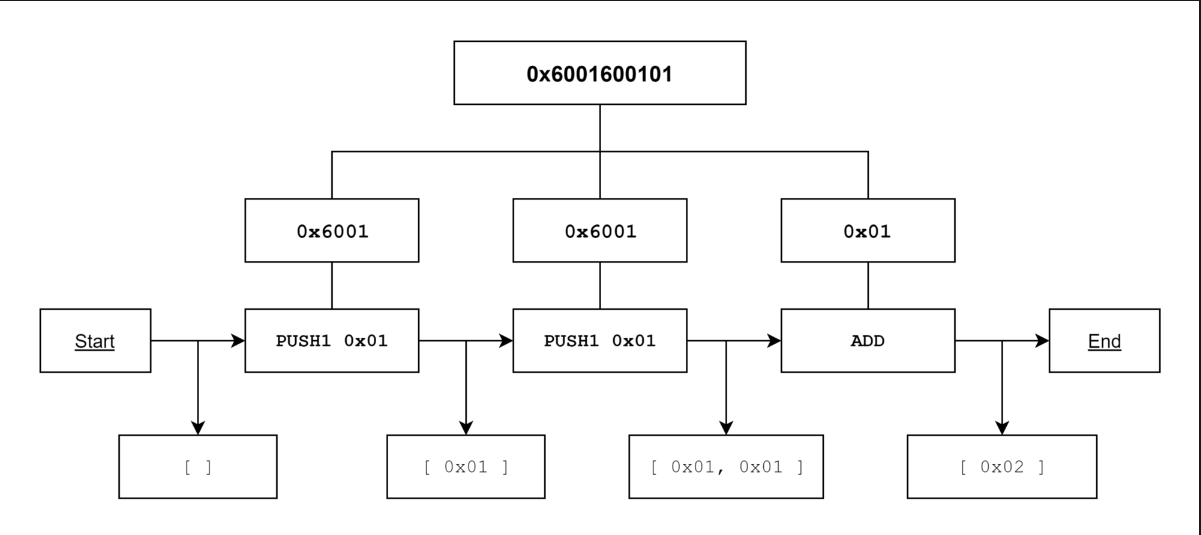 0x6001600101
0x6001
0x6001
0x01
Start
PUSH1 0x01
PUSH1 0x01
ADD
End
[ ]
[ 0x01 ]
[ 0x01, 0x01 ]
[ 0x02 ]